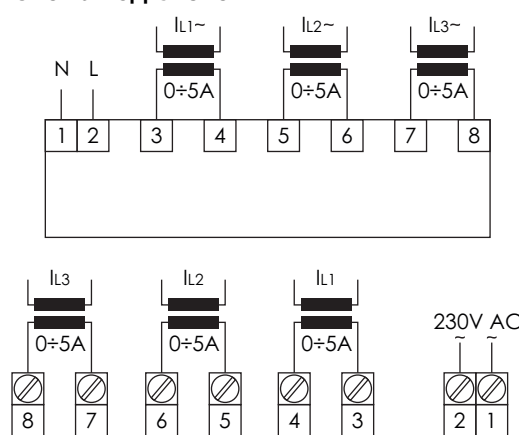 IL1~ IL2~ IL3~
N L
0÷5A 0÷5A 0÷5A
1 2 3 4 5 6 7 8
IL3 IL2 IL1
230V AC
0÷5A 0÷5A 0÷5A
~ ~
8 7 6 5 4 3 2 1